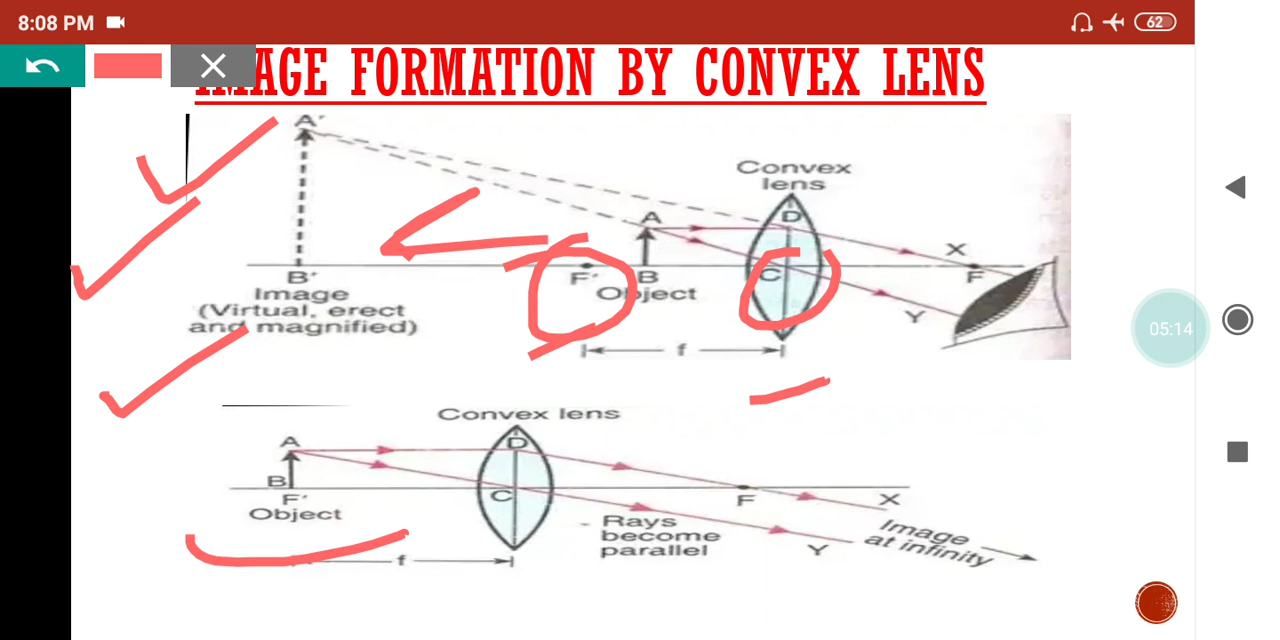 8:08 PM
62
IMAGE FORMATION BY CONVEX LENS
A'
Convex
lens
A
D
X
B'
F'
B
C
F
Image
Object
(Virtual, erect
and magnified)
Y
f
05:14
Convex lens
A
D
B
C
F
X
F'
Object
Rays
become
parallel
Y
Image
at infinity
f